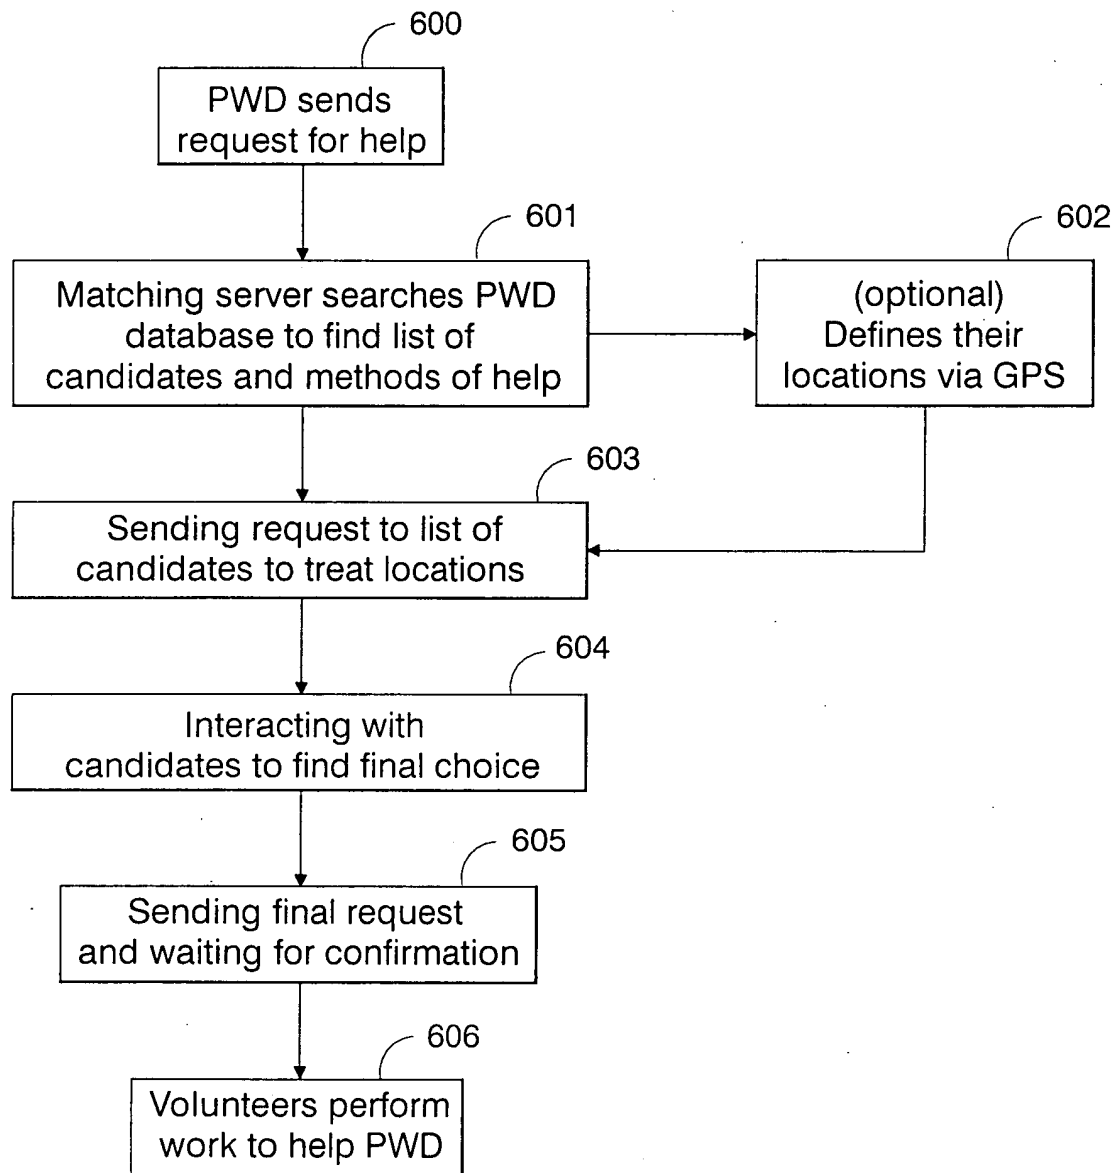 600
PWD sends
request for help
601
Matching server searches PWD
database to find list of
candidates and methods of help
602
(optional)
Defines their
locations via GPS
603
Sending request to list of
candidates to treat locations
604
Interacting with
candidates to find final choice
605
Sending final request
and waiting for confirmation
606
Volunteers perform
work to help PWD